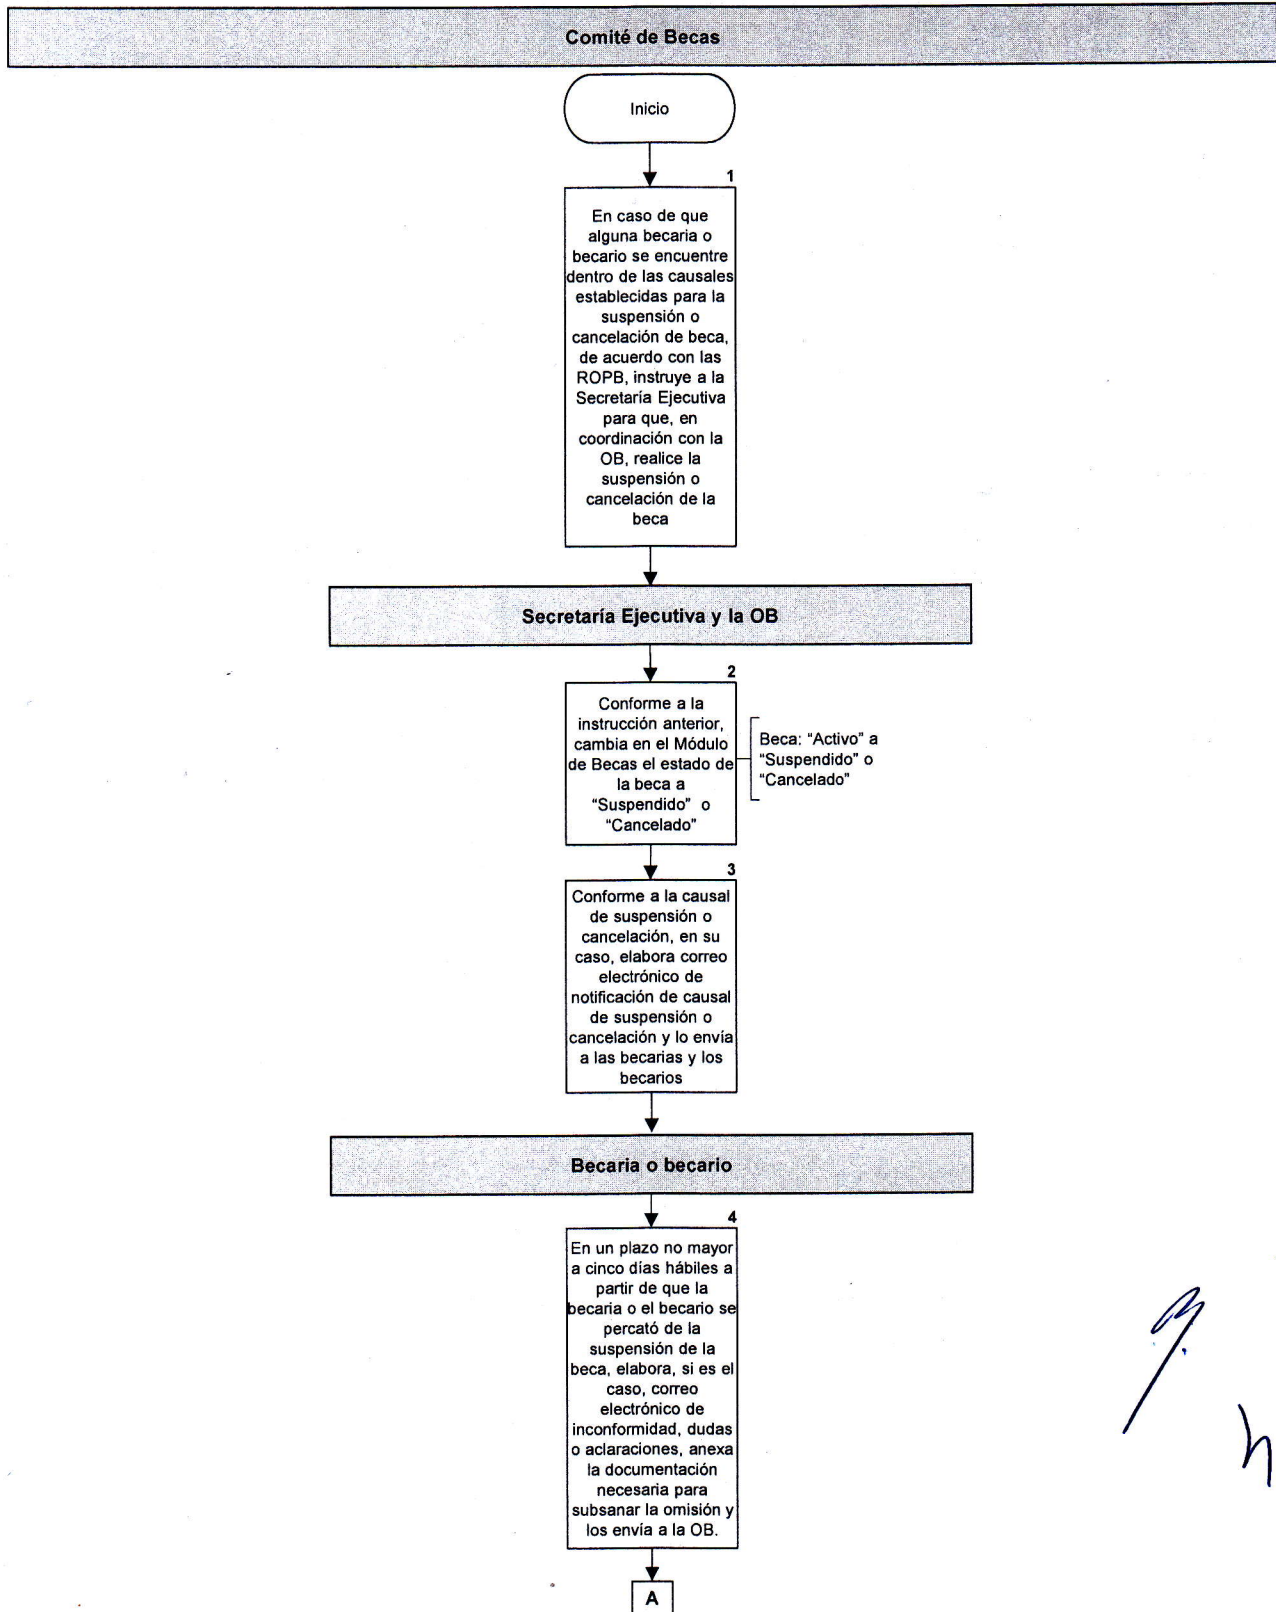 Comité de Becas
Inicio
1
En caso de que
alguna becaria o
becario se encuentre
dentro de las causales
establecidas para la
suspensión o
cancelación de beca,
de acuerdo con las
ROPB, instruye a la
Secretaría Ejecutiva
para que, en
coordinación con la
OB, realice la
suspensión o
cancelación de la
beca
Secretaría Ejecutiva y la OB
2
Conforme a la
instrucción anterior,
cambia en el Módulo
de Becas el estado de
la beca a
“Suspendido” o
“Cancelado”
Beca: “Activo” a
“Suspendido” o
“Cancelado”
3
Conforme a la causal
de suspensión o
cancelación, en su
caso, elabora correo
electrónico de
notificación de causal
de suspensión o
cancelación y lo envía
a las becarias y los
becarios
Becaria o becario
4
En un plazo no mayor
a cinco días hábiles a
partir de que la
becaria o el becario se
percató de la
suspensión de la
beca, elabora, si es el
caso, correo
electrónico de
inconformidad, dudas
o aclaraciones, anexa
la documentación
necesaria para
subsanar la omisión y
los envía a la OB.
A